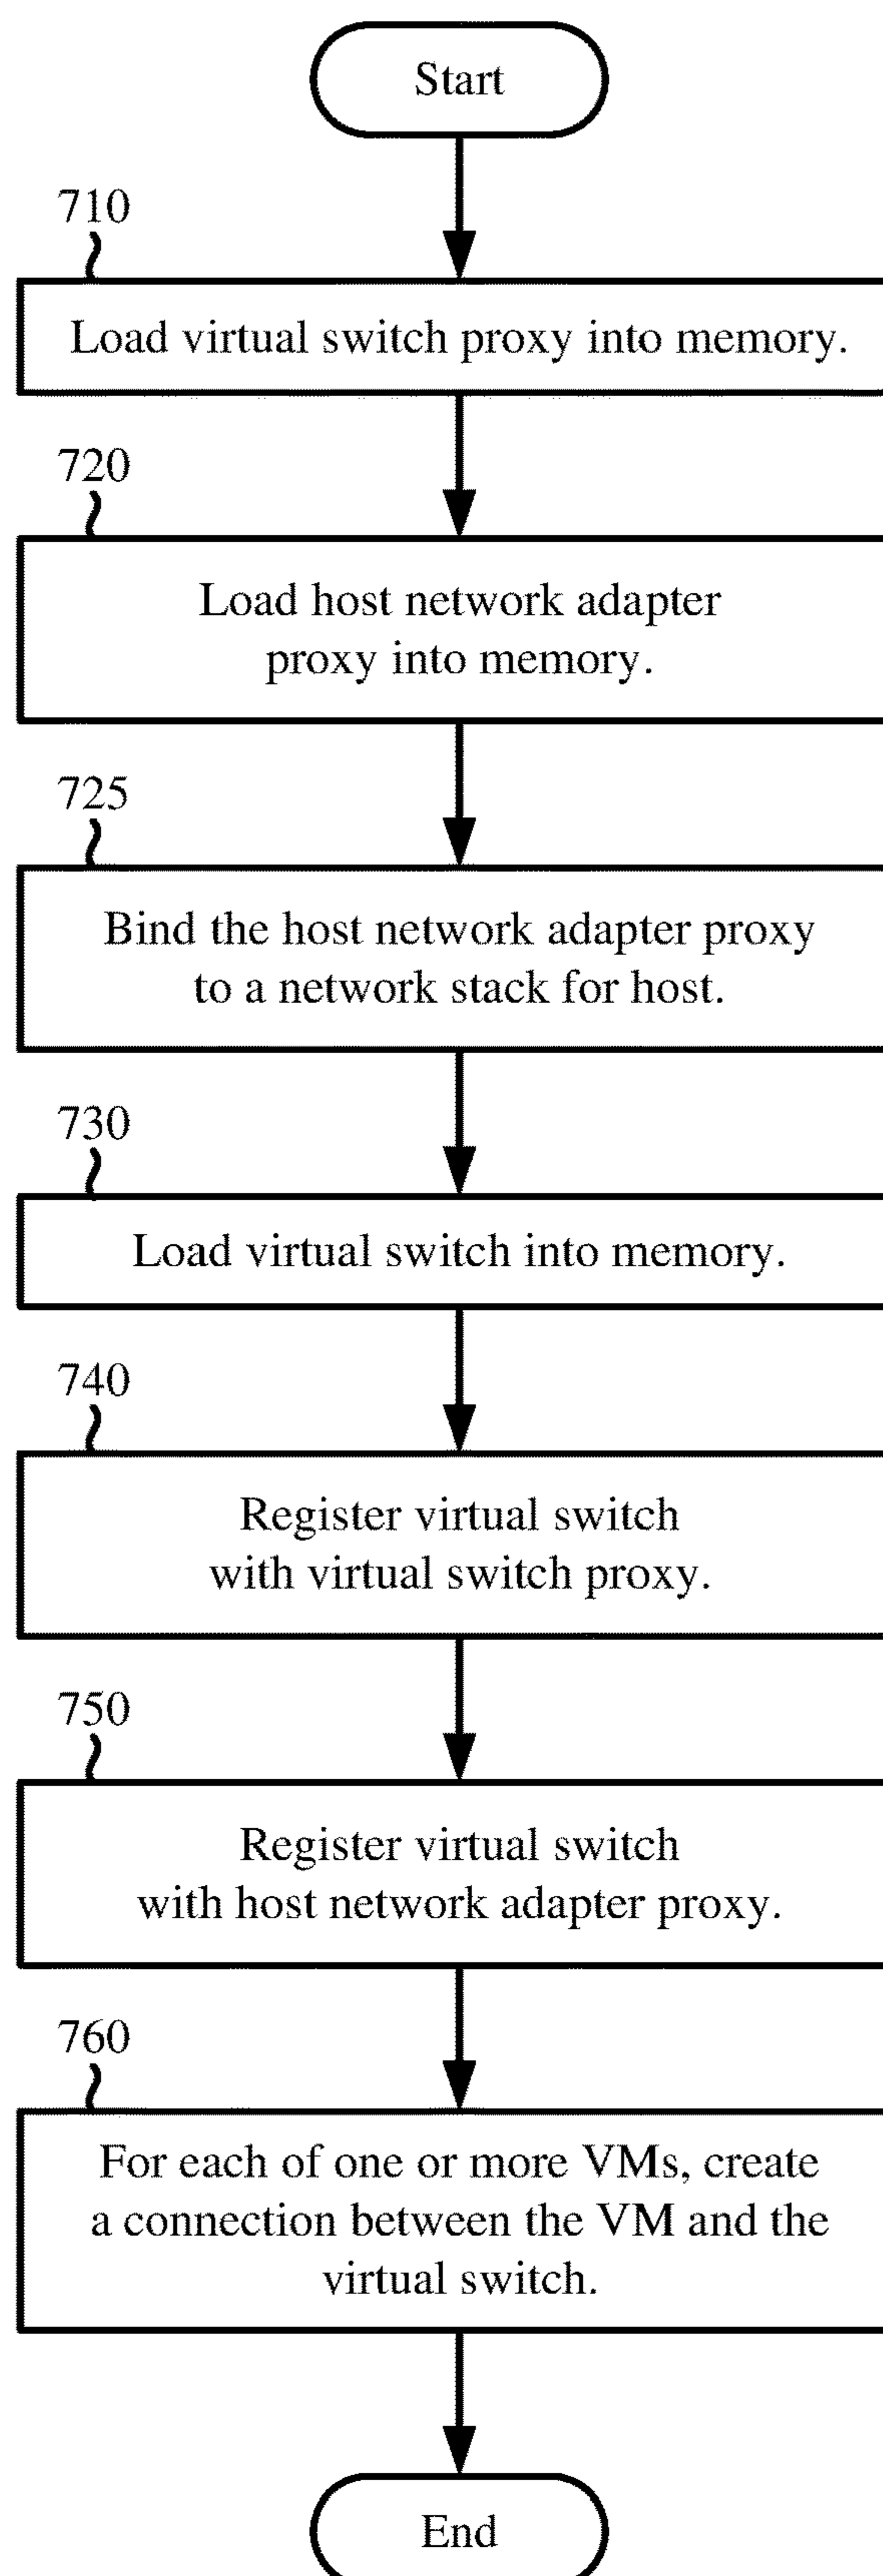 Start
710
Load virtual switch proxy into memory.
720
Load host network adapter
proxy into memory.
725
Bind the host network adapter proxy
to a network stack for host.
730
Load virtual switch into memory.
740
Register virtual switch
with virtual switch proxy.
750
Register virtual switch
with host network adapter proxy.
760
For each of one or more VMs, create
a connection between the VM and the
virtual switch.
End